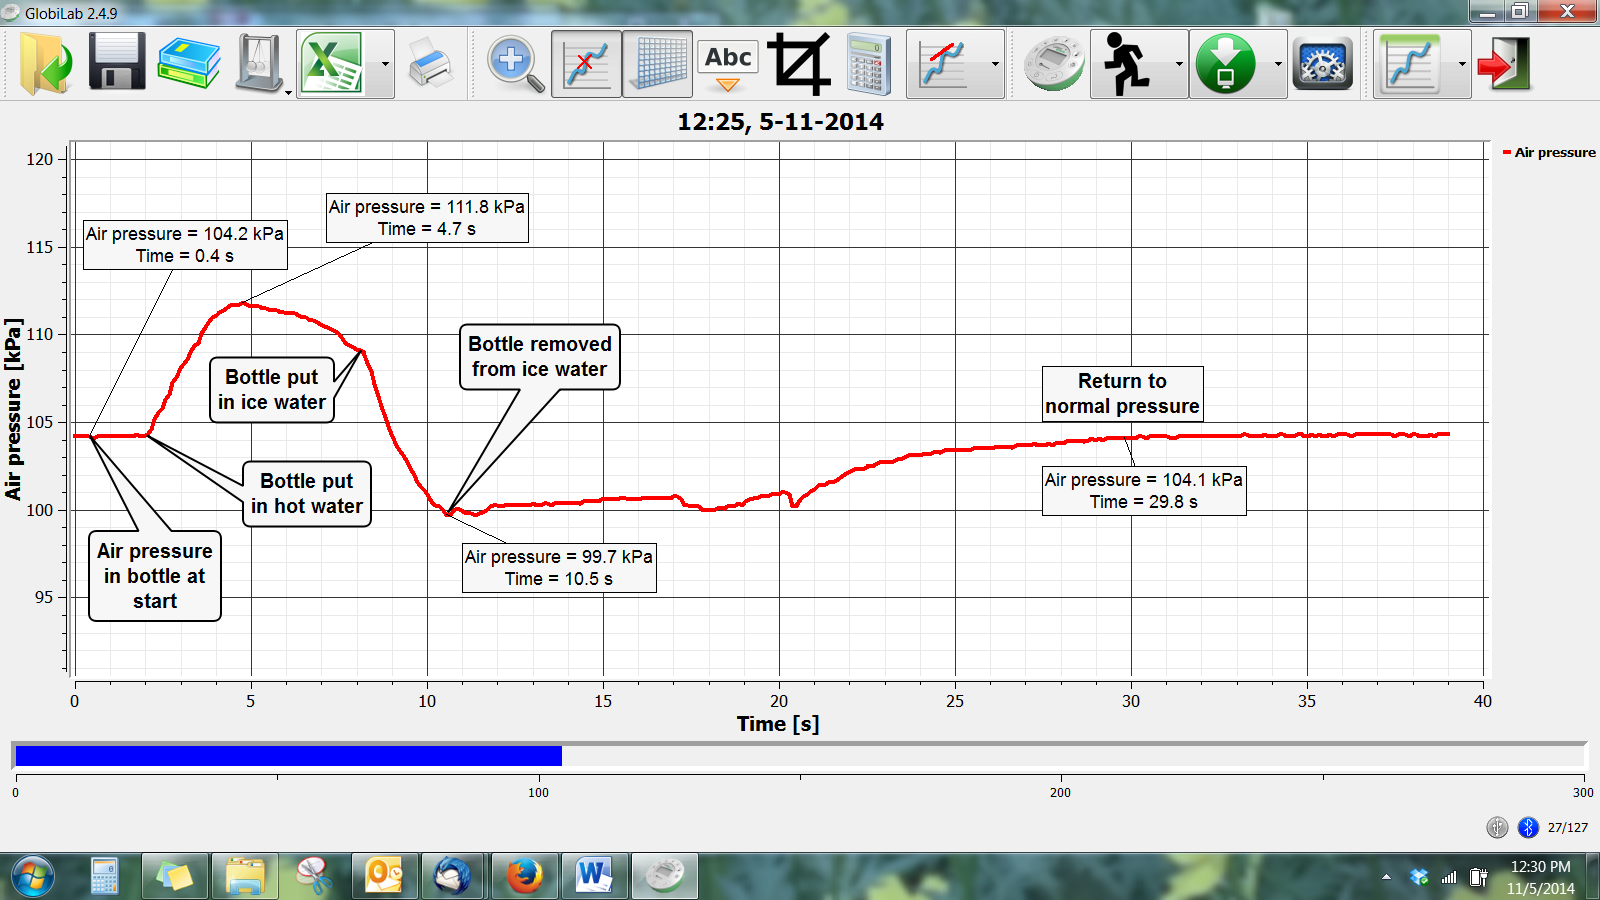 GlobiLab 2.4.9
Abc
12:25, 5-11-2014
Air pressure
Air pressure [kPa]
120
115
110
105
100
95
Air pressure = 104.2 kPa
Time = 0.4 s
Air pressure = 111.8 kPa
Time = 4.7 s
Bottle put
in ice water
Bottle removed
from ice water
Bottle put
in hot water
Air pressure
in bottle at
start
Air pressure = 99.7 kPa
Time = 10.5 s
Return to
normal pressure
Air pressure = 104.1 kPa
Time = 29.8 s
0 5 10 15 20 25 30 35 40
Time [s]
0 100 200 300
27/127
12:30 PM
11/5/2014